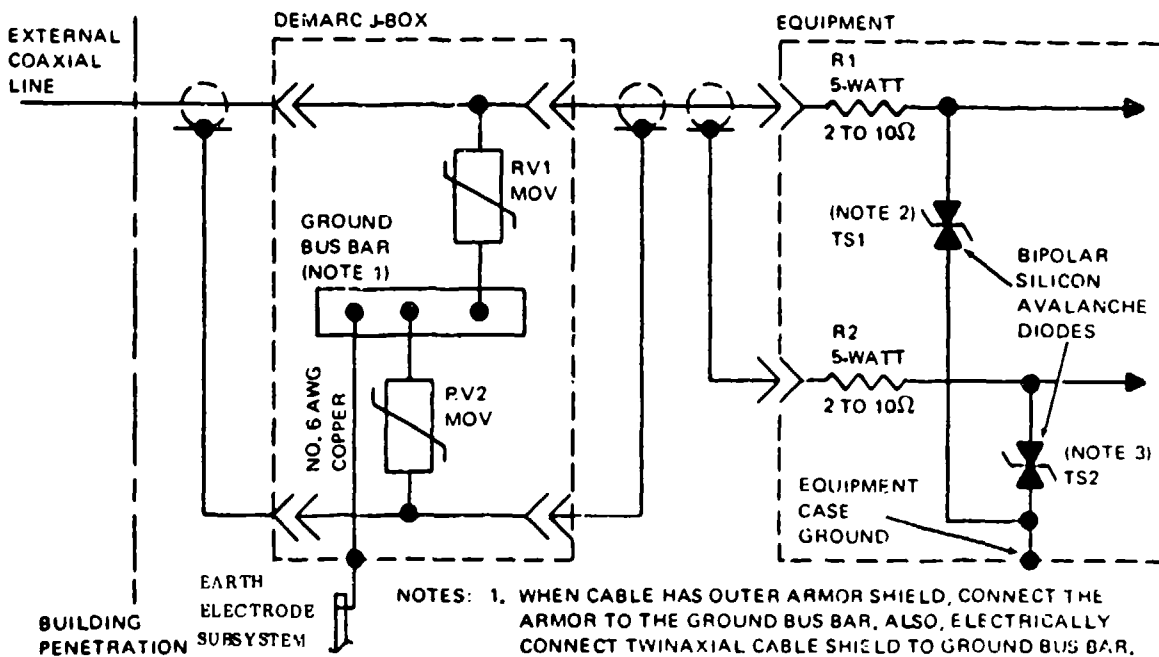 DEMARC J-BOX
EQUIPMENT
EXTERNAL
COAXIAL
LINE
R1
5-WATT
2 TO 10Ω
RV1
MOV
GROUND
BUS BAR
(NOTE 1)
(NOTE 2)
TS1
BIPOLAR
SILICON
AVALANCHE
DIODES
R2
5-WATT
2 TO 10Ω
NO. 6 AWG
COPPER
RV2
MOV
(NOTE 3)
TS2
EQUIPMENT
CASE
GROUND
EARTH
ELECTRODE
SUBSYSTEM
BUILDING
PENETRATION
NOTES: 1. WHEN CABLE HAS OUTER ARMOR SHIELD, CONNECT THE
ARMOR TO THE GROUND BUS BAR. ALSO, ELECTRICALLY
CONNECT TWINAXIAL CABLE SHIELD TO GROUND BUS BAR.